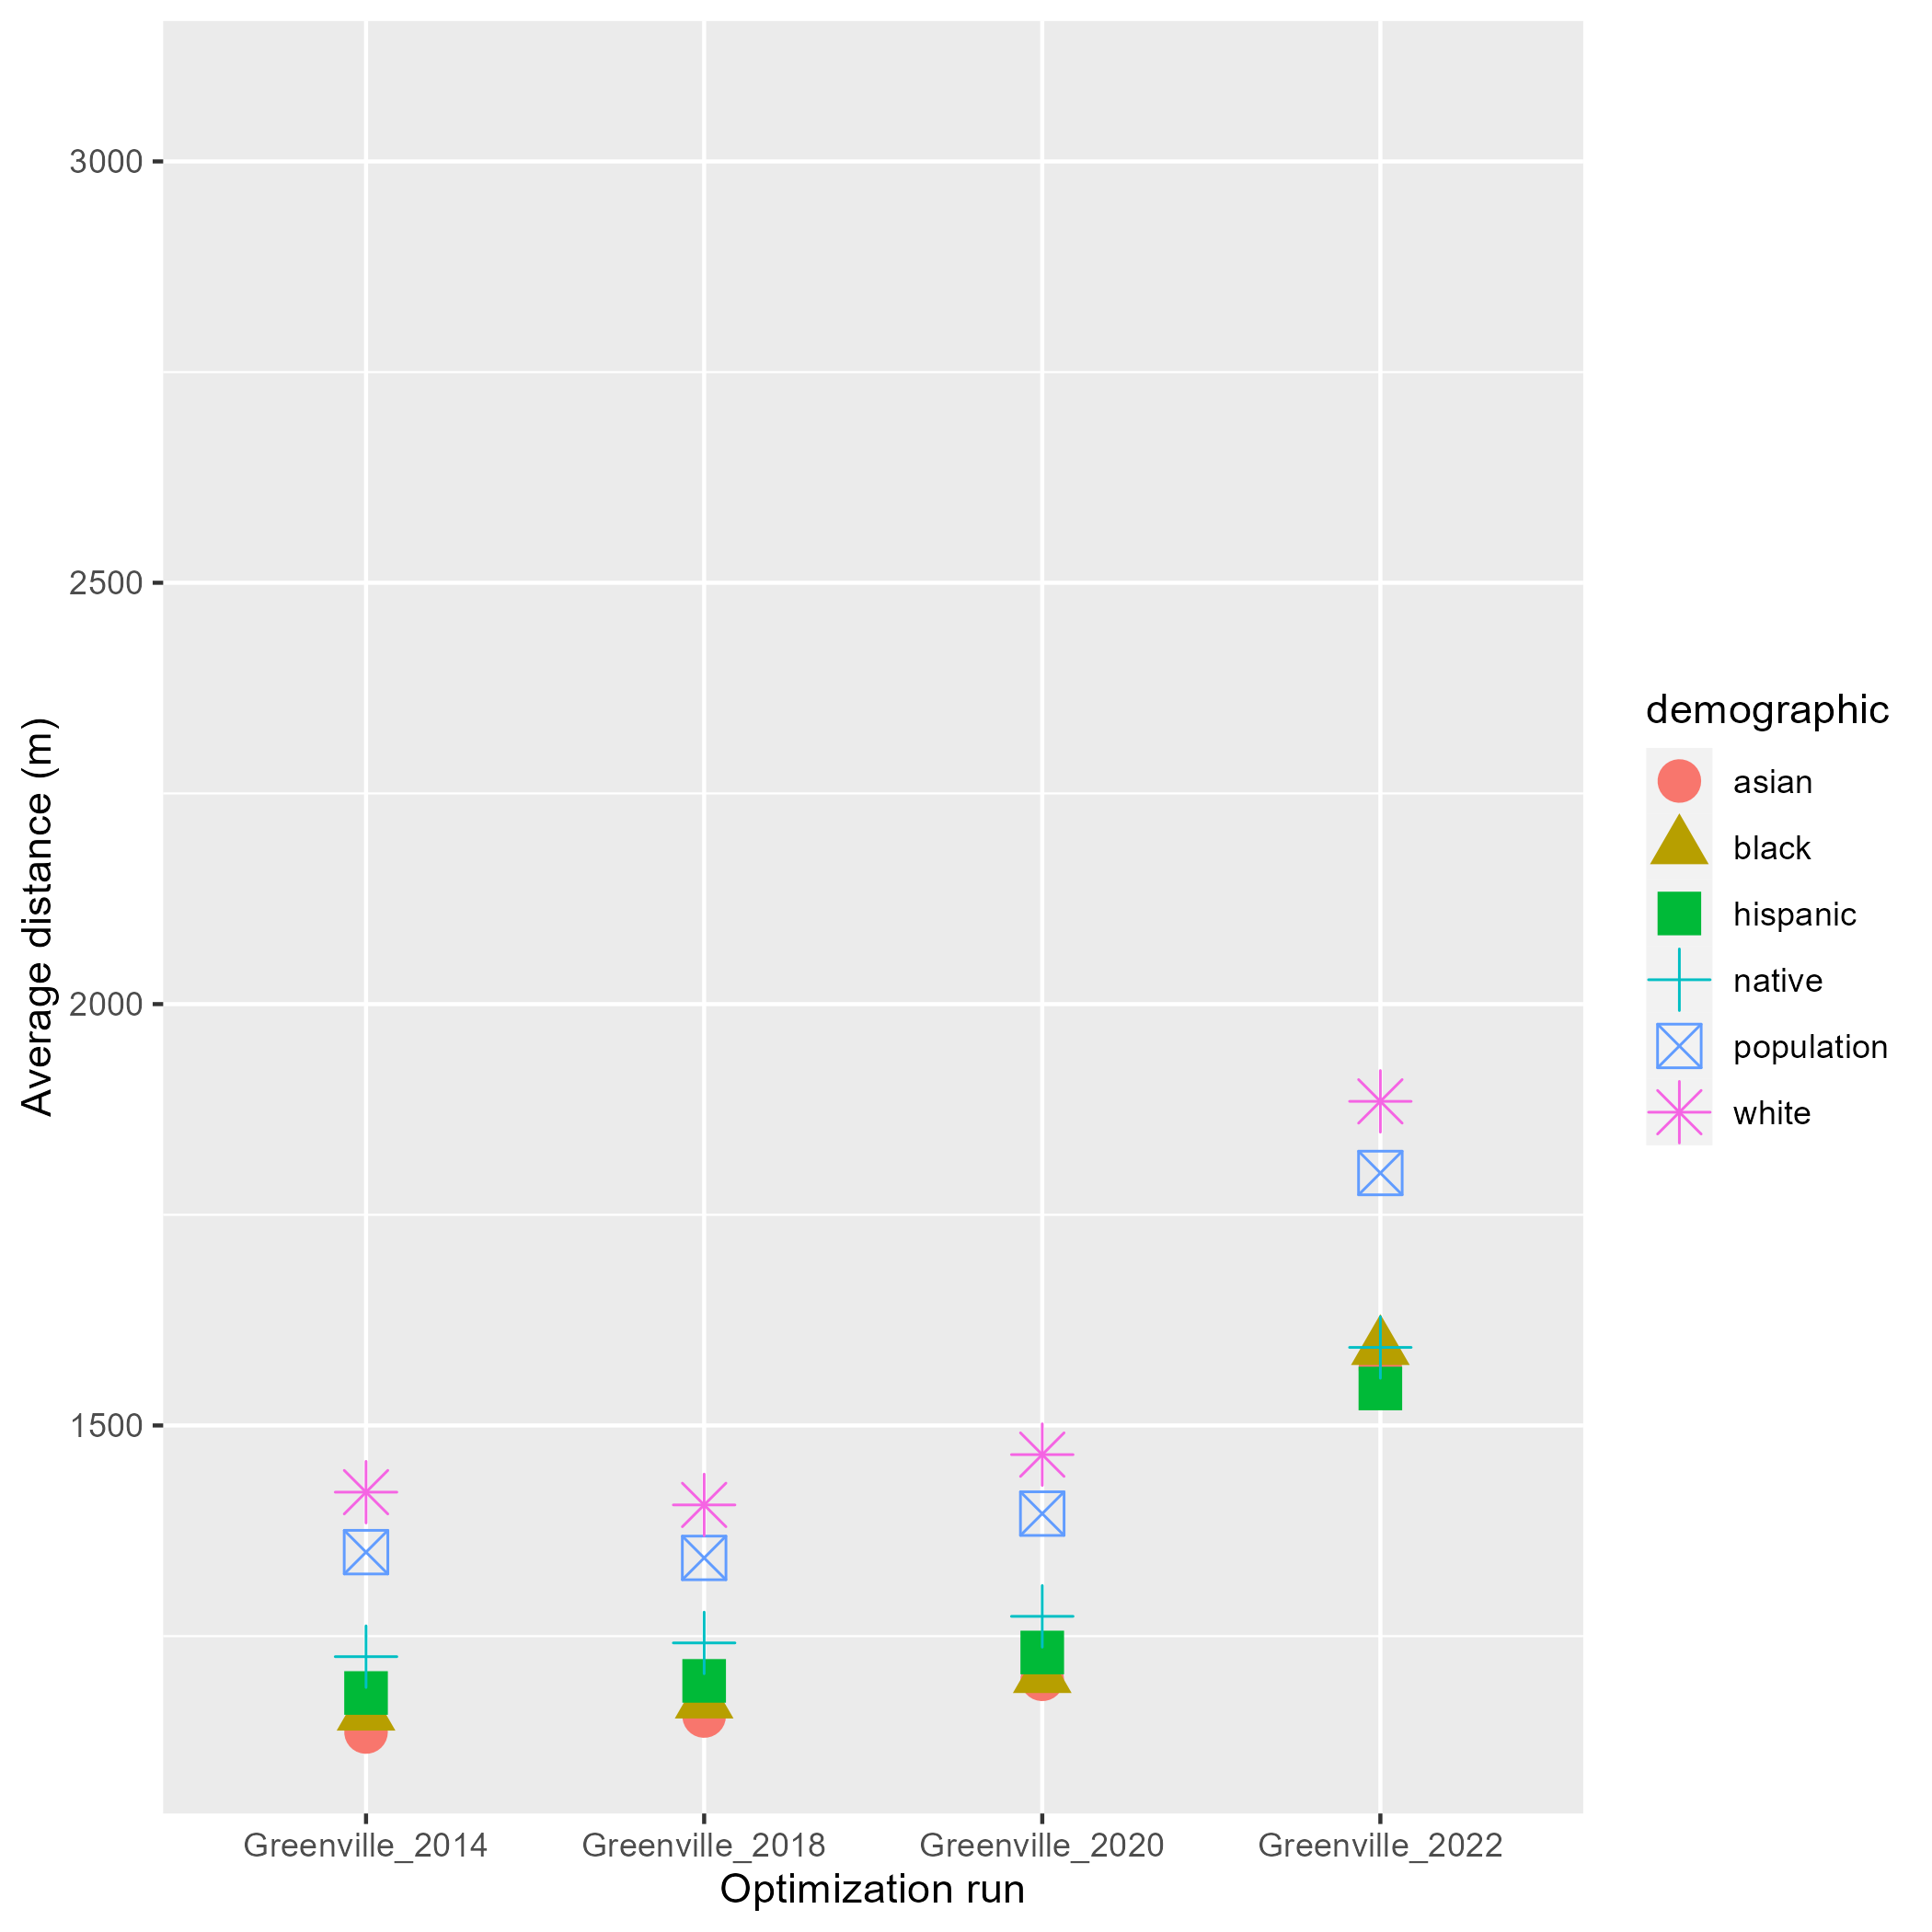 3000
2500
2000
1500
Average distance (m)
Greenville_2014
Greenville_2018
Greenville_2020
Greenville_2022
Optimization run
demographic
asian
black
hispanic
native
population
white